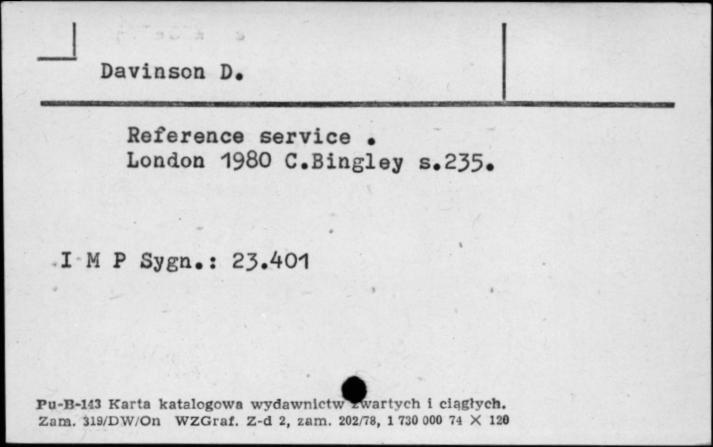 Davinson D.
Reference service .
London 1980 C.Bingley s.235.
I M P Sygn.: 23.401
Pu-B-143 Karta katalogowa wydawnictw zwartych i ciągłych.
Zam. 319/DW/On WZGraf. Z-d 2, zam. 202/78, 1 730 000 74 X 120